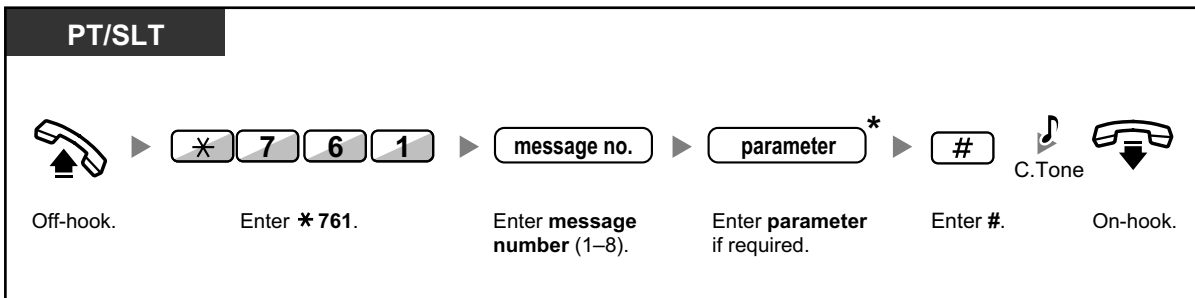 PT/SLT
* 7 6 1 message no. parameter * #
C.Tone
Off-hook. Enter * 761. Enter message number (1–8). Enter parameter if required. Enter #. On-hook.